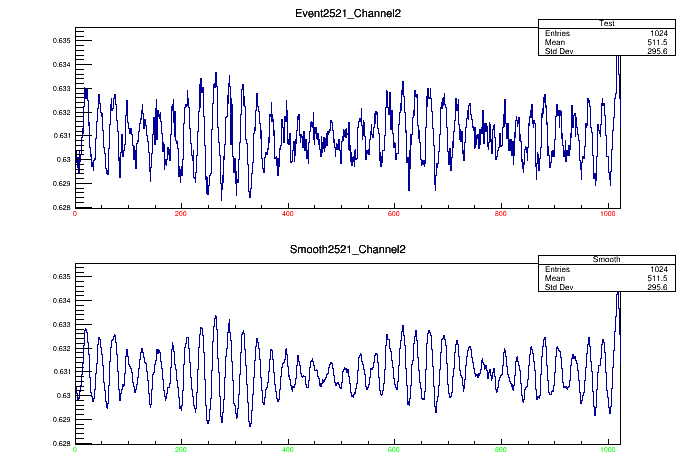 Event2521_Channel2
Test
Entries 1024
Mean 511.5
Std Dev 295.6
0.635
0.634
0.633
0.632
0.631
0.63
0.629
0.628
0 200 400 600 800 1000
Smooth2521_Channel2
Smooth
Entries 1024
Mean 511.5
Std Dev 295.6
0.635
0.634
0.633
0.632
0.631
0.63
0.629
0.628
0 200 400 600 800 1000